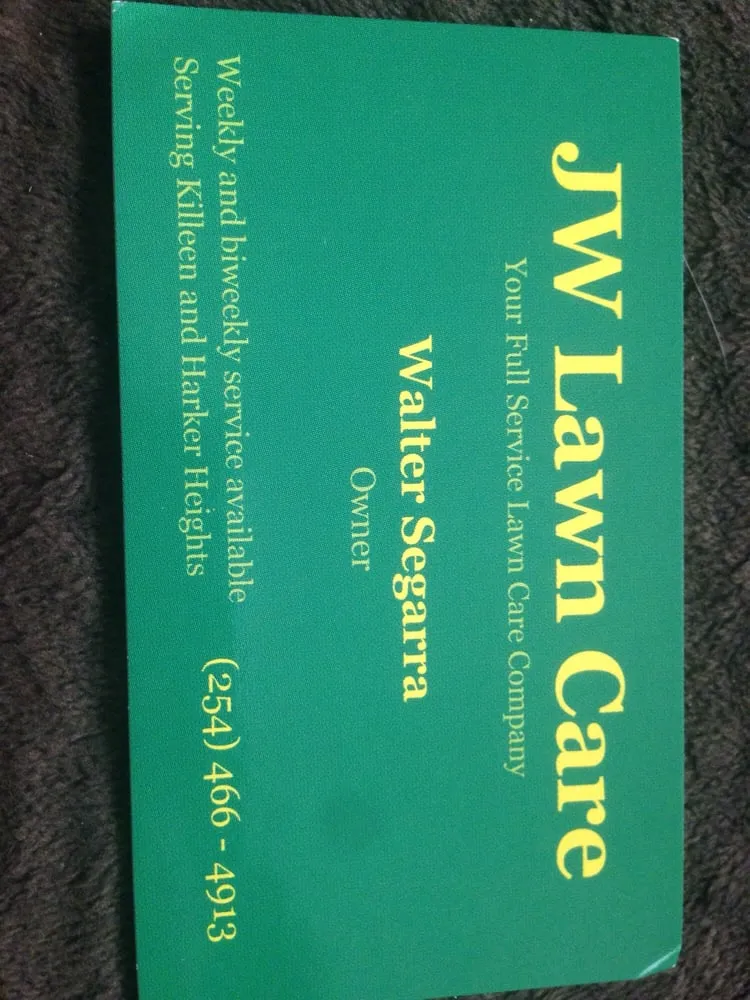 JW Lawn Care
Your Full Service Lawn Care Company
Walter Segarra
Owner
Weekly and biweekly service available
Serving Killeen and Harker Heights
(254) 466 - 4913